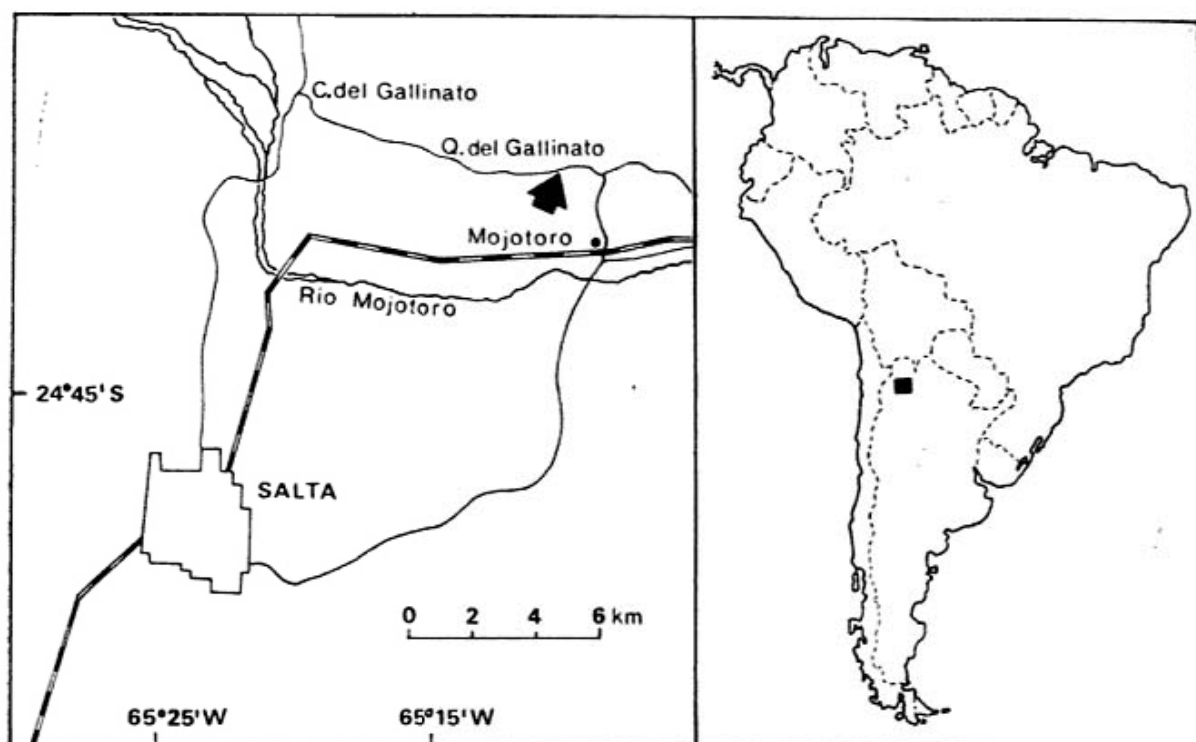 C. del Gallinato
Q. del Gallinato
Mojotoro
Rio Mojotoro
24°45' S
SALTA
0 2 4 6 km
65°25' W
65°15' W